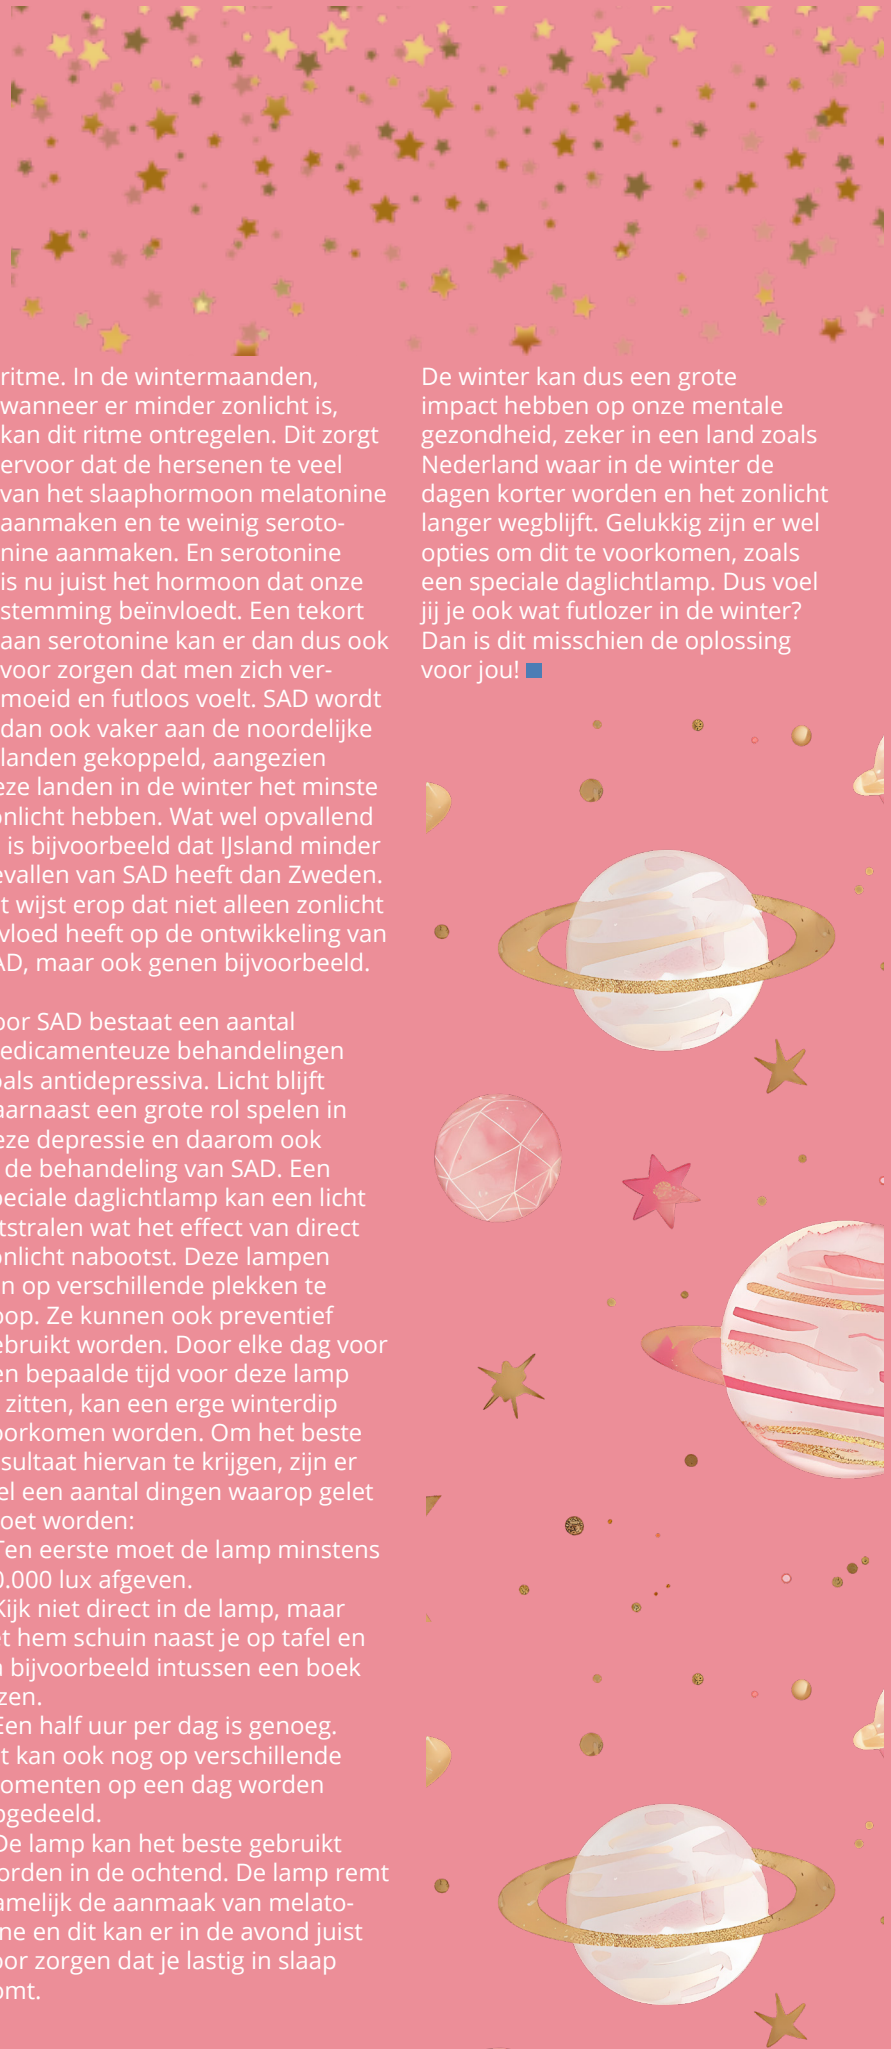 ritme. In de wintermaanden,
wanneer er minder zonlicht is,
kan dit ritme ontregelen. Dit zorgt
ervoor dat de hersenen te veel
van het slaaphormoon melatonine
aanmaken en te weinig seroto-
nine aanmaken. En serotonine
is nu juist het hormoon dat onze
stemming beïnvloedt. Een tekort
aan serotonine kan er dan dus ook
voor zorgen dat men zich ver-
moeid en futloos voelt. SAD wordt
dan ook vaker aan de noordelijke
landen gekoppeld, aangezien
eze landen in de winter het minste
onlicht hebben. Wat wel opvallend
is bijvoorbeeld dat IJsland minder
evallen van SAD heeft dan Zweden.
t wijst erop dat niet alleen zonlicht
vloed heeft op de ontwikkeling van
AD, maar ook genen bijvoorbeeld.
oor SAD bestaat een aantal
edicamenteuze behandelingen
oals antidepressiva. Licht blijft
aarnaast een grote rol spelen in
eze depressie en daarom ook
de behandeling van SAD. Een
peciale daglichtlamp kan een licht
tstralen wat het effect van direct
onlicht nabootst. Deze lampen
n op verschillende plekken te
oop. Ze kunnen ook preventief
ebruikt worden. Door elke dag voor
en bepaalde tijd voor deze lamp
zitten, kan een erge winterdip
oorkomen worden. Om het beste
sultaat hiervan te krijgen, zijn er
el een aantal dingen waarop gelet
oet worden:
Ten eerste moet de lamp minstens
0.000 lux afgeven.
Kijk niet direct in de lamp, maar
et hem schuin naast je op tafel en
n bijvoorbeeld intussen een boek
zen.
Een half uur per dag is genoeg.
t kan ook nog op verschillende
omenten op een dag worden
pgedeeld.
De lamp kan het beste gebruikt
orden in de ochtend. De lamp remt
amelijk de aanmaak van melato-
ne en dit kan er in de avond juist
oor zorgen dat je lastig in slaap
omt.
De winter kan dus een grote
impact hebben op onze mentale
gezondheid, zeker in een land zoals
Nederland waar in de winter de
dagen korter worden en het zonlicht
langer wegblijft. Gelukkig zijn er wel
opties om dit te voorkomen, zoals
een speciale daglichtlamp. Dus voel
jij je ook wat futlozer in de winter?
Dan is dit misschien de oplossing
voor jou!